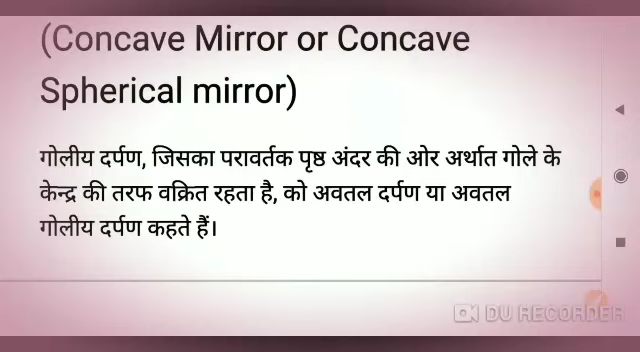 (Concave Mirror or Concave
Spherical mirror)
गोलीय दर्पण, जिसका परावर्तक पृष्ठ अंदर की ओर अर्थात गोले के
केन्द्र की तरफ वक्रित रहता है, को अवतल दर्पण या अवतल
गोलीय दर्पण कहते हैं।
DU RECORDER